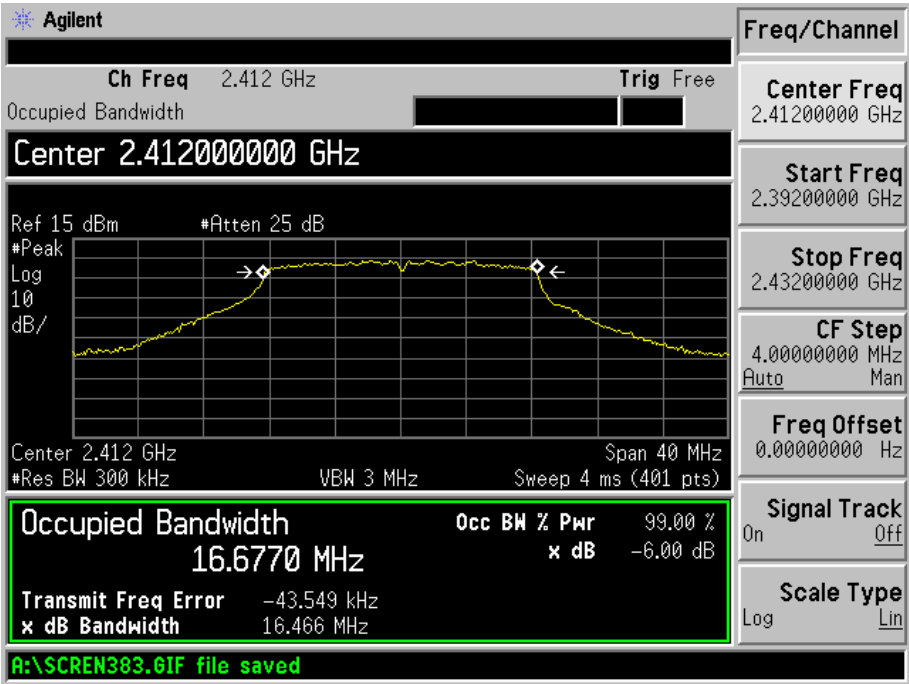 Agilent
Ch Freq 2.412 GHz Trig Free
Occupied Bandwidth
Center 2.412000000 GHz
Ref 15 dBm #Atten 25 dB
#Peak
Log
10
dB/
Center 2.412 GHz Span 40 MHz
#Res BW 300 kHz VBW 3 MHz Sweep 4 ms (401 pts)
Occupied Bandwidth
16.6770 MHz
Occ BW % Pwr 99.00 %
x dB -6.00 dB
Transmit Freq Error -43.549 kHz
x dB Bandwidth 16.466 MHz
A:\SCREN383.GIF file saved
Freq/Channel
Center Freq
2.41200000 GHz
Start Freq
2.39200000 GHz
Stop Freq
2.43200000 GHz
CF Step
4.00000000 MHz
Auto Man
Freq Offset
0.00000000 Hz
Signal Track
On Off
Scale Type
Log Lin